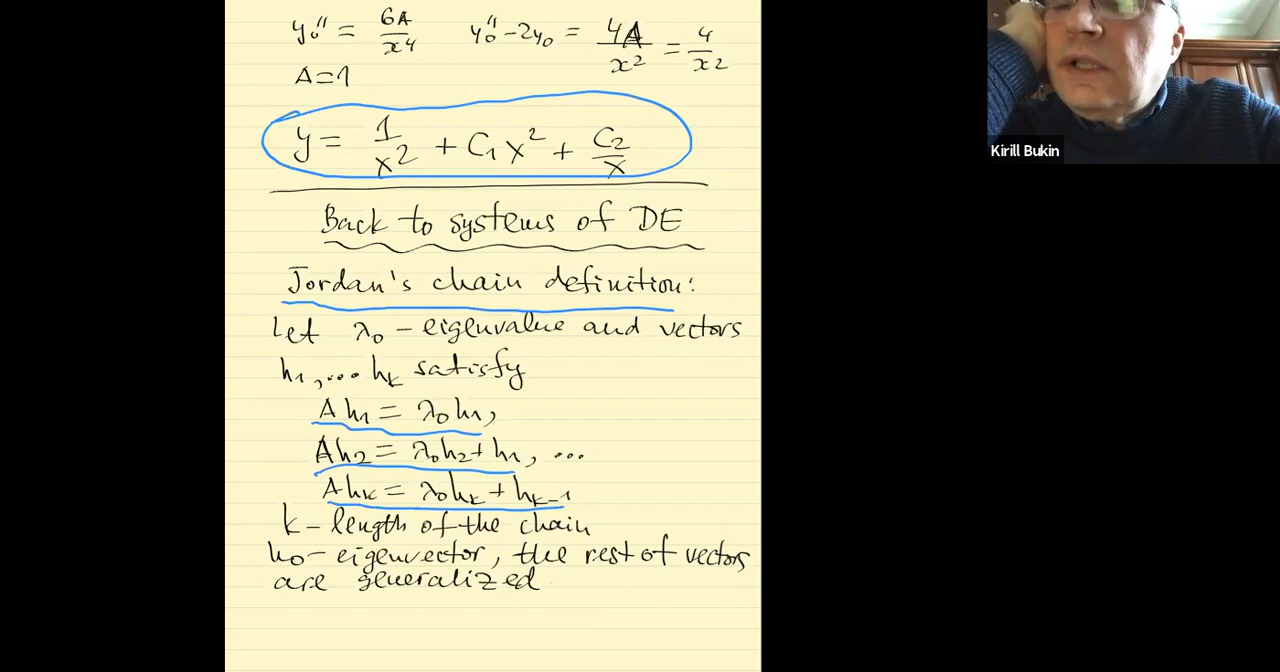 y₀'' = 6A/x⁴   y₀'' - 2y₀ = 4A/x² = 4/x²
A=1
y = 1/x² + C₁x² + C₂/x
Back to systems of DE
Jordan's chain definition:
Let λ₀ - eigenvalue and vectors
h₁, ... hₖ satisfy
Ah₁ = λ₀h₁,
Ah₂ = λ₀h₂+h₁, ...
Ahₖ = λ₀hₖ + hₖ₋₁
k - length of the chain
h₀ - eigenvector, the rest of vectors
are generalized
Kirill Bukin